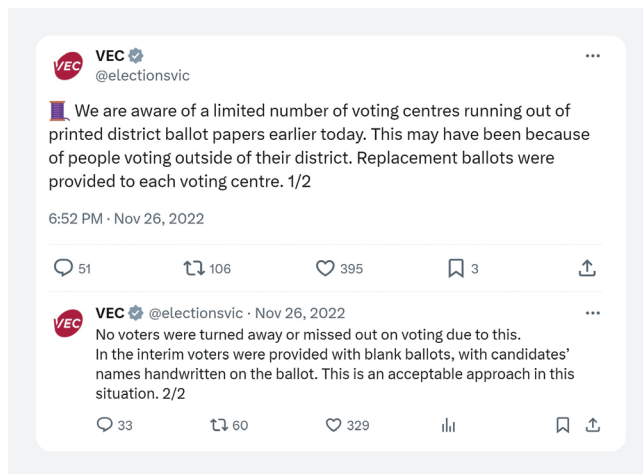 VEC
VEC
@electionsvic
We are aware of a limited number of voting centres running out of
printed district ballot papers earlier today. This may have been because
of people voting outside of their district. Replacement ballots were
provided to each voting centre. 1/2
6:52 PM · Nov 26, 2022
51 106 395 3
VEC
VEC @electionsvic · Nov 26, 2022
No voters were turned away or missed out on voting due to this.
In the interim voters were provided with blank ballots, with candidates’
names handwritten on the ballot. This is an acceptable approach in this
situation. 2/2
33 60 329